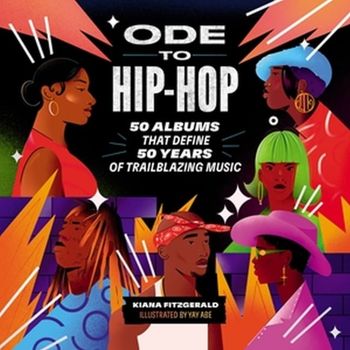 ODE
TO
HIP-HOP
50 ALBUMS
THAT DEFINE
50 YEARS
OF TRAILBLAZING MUSIC
KIANA FITZGERALD
ILLUSTRATED BY YAY ABE